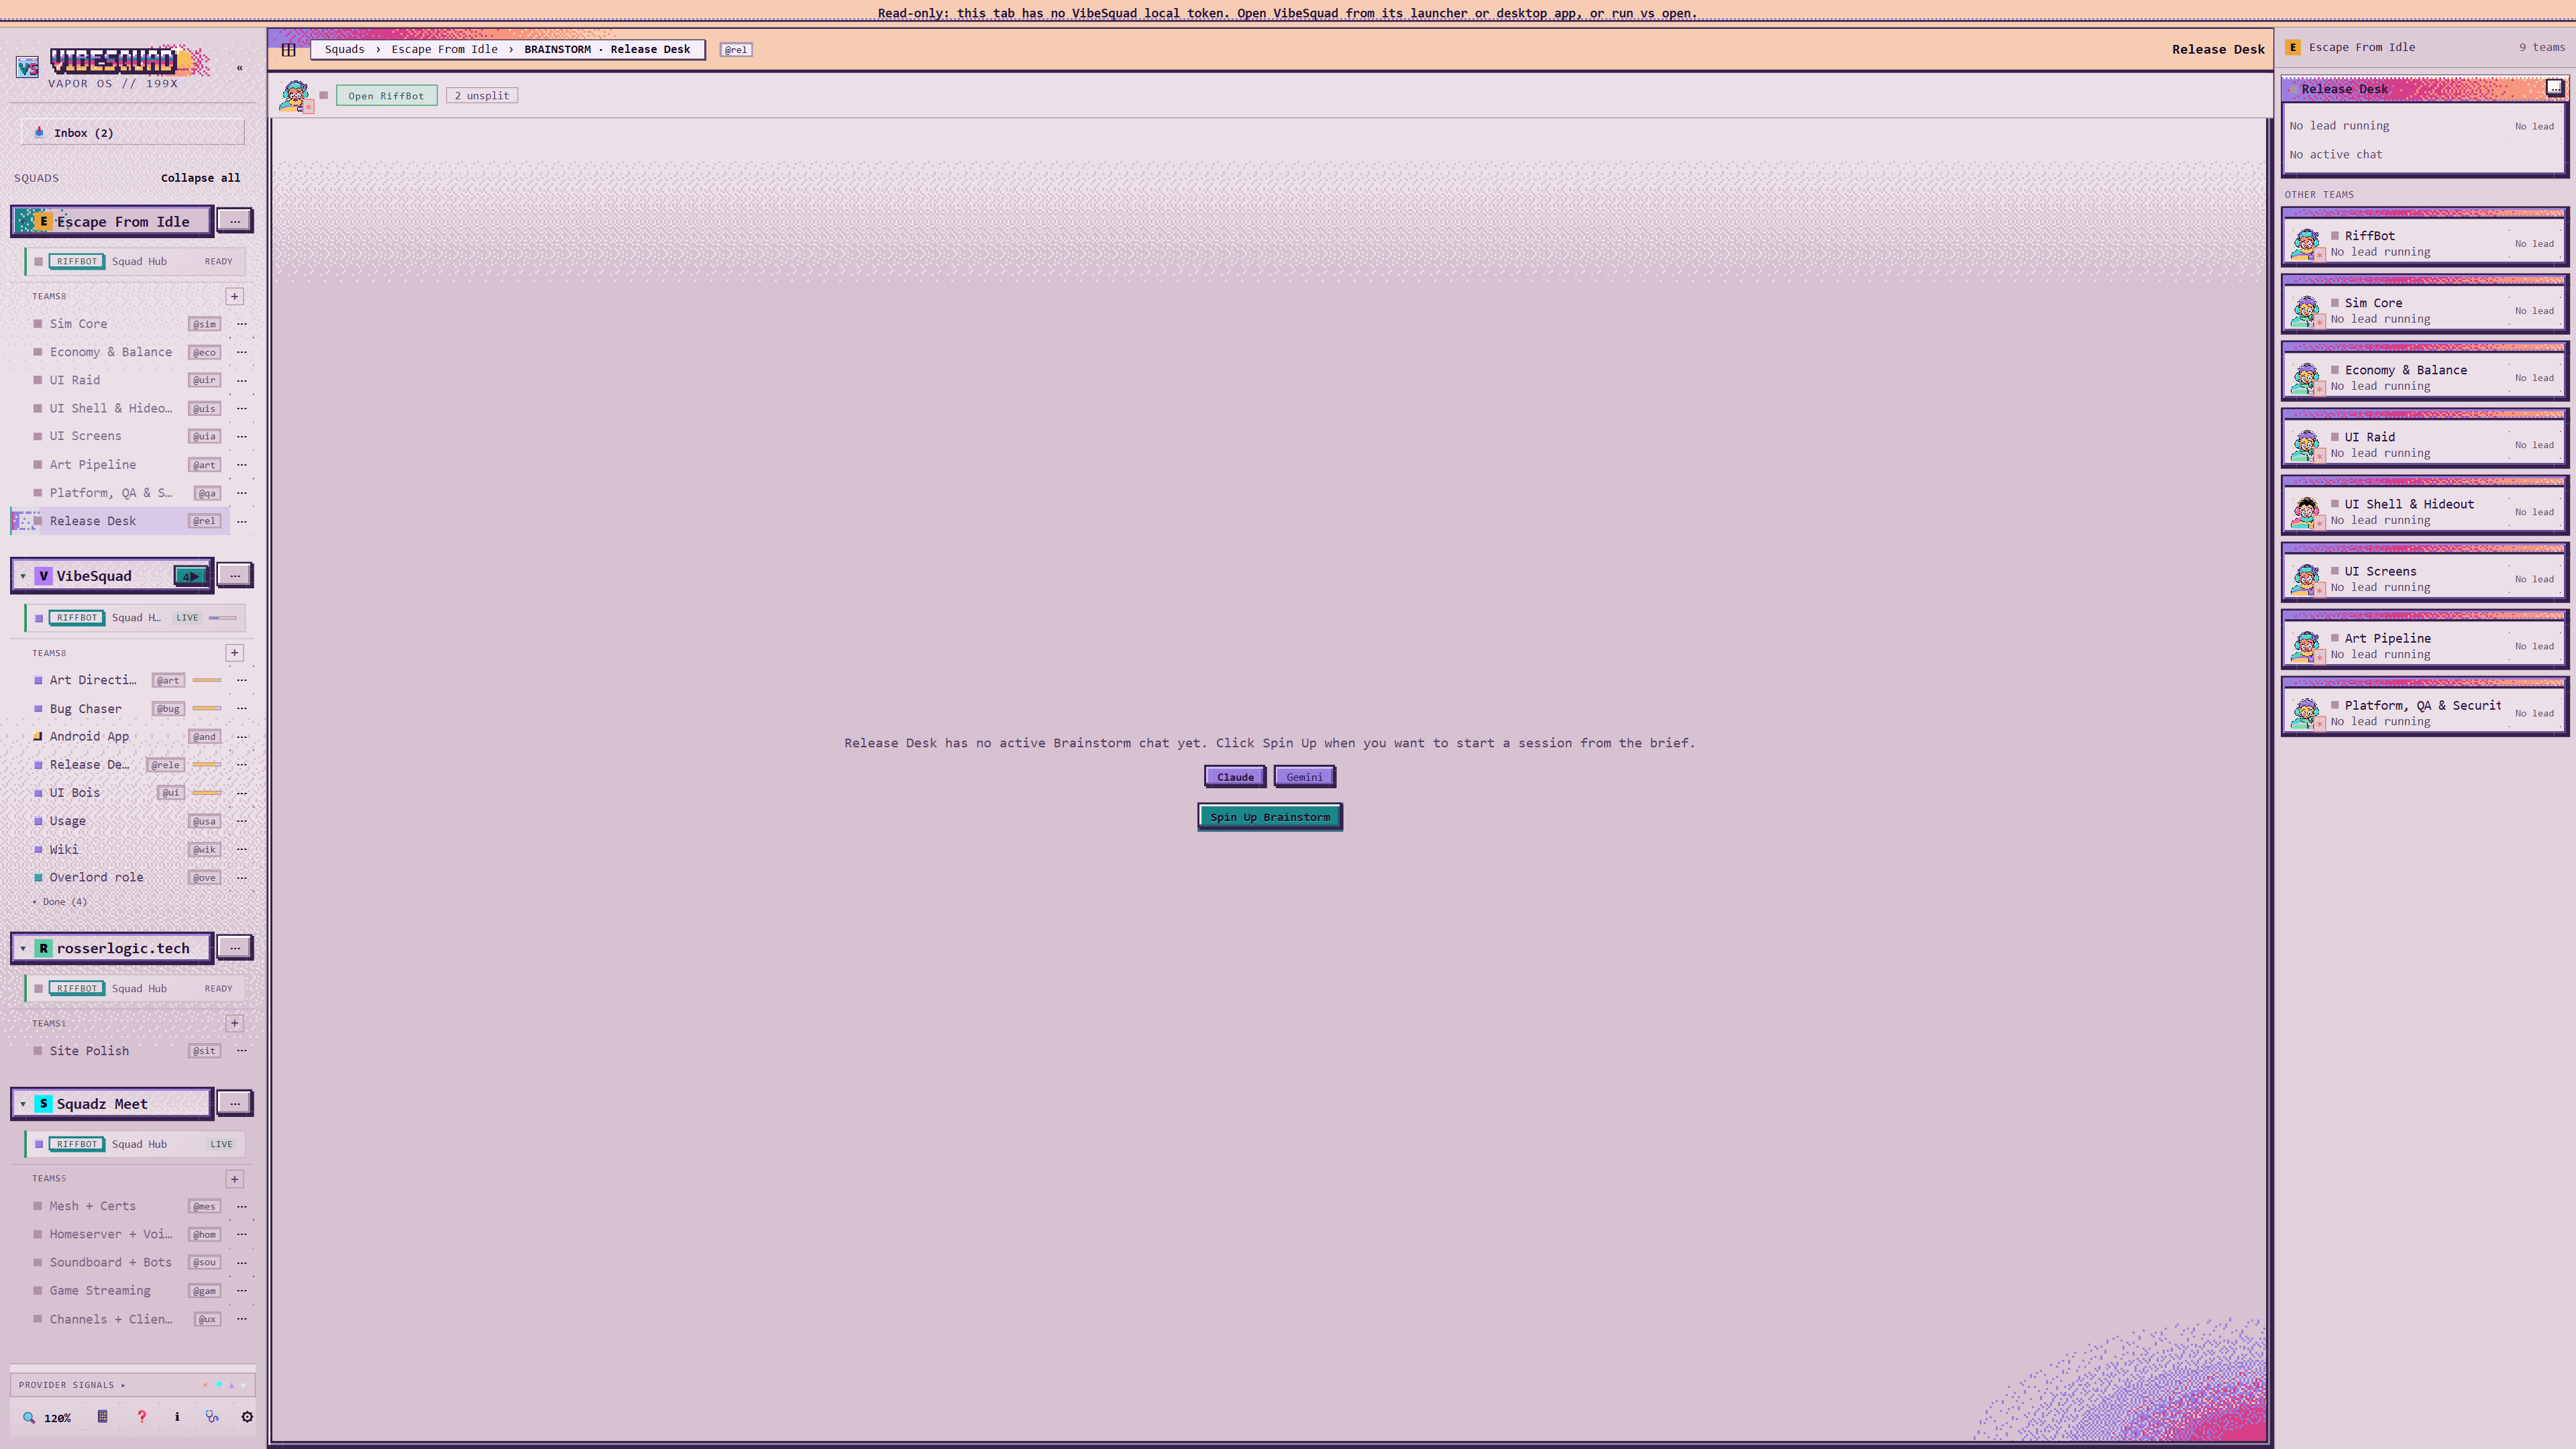 Read-only: this tab has no VibeSquad local token. Open VibeSquad from its launcher or desktop app, or run vs open.
VS
VIBESQUAD
VAPOR OS // 199X
«
Inbox (2)
SQUADS
Collapse all
E Escape From Idle
...
RIFFBOT Squad Hub READY
TEAMS8
+
Sim Core @sim ...
Economy & Balance @eco ...
UI Raid @uir ...
UI Shell & Hideo… @uis ...
UI Screens @uia ...
Art Pipeline @art ...
Platform, QA & S… @qa ...
Release Desk @rel ...
V VibeSquad 4▶ ...
RIFFBOT Squad H… LIVE
TEAMS8
+
Art Directi… @art ...
Bug Chaser @bug ...
Android App @and ...
Release De… @rele ...
UI Bois @ui ...
Usage @usa ...
Wiki @wik ...
Overlord role @ove ...
• Done (4)
R rosserlogic.tech ...
RIFFBOT Squad Hub READY
TEAMS1
+
Site Polish @sit ...
S Squadz Meet ...
RIFFBOT Squad Hub LIVE
TEAMS5
+
Mesh + Certs @mes ...
Homeserver + Voi… @hom ...
Soundboard + Bots @sou ...
Game Streaming @gam ...
Channels + Clien… @ux ...
PROVIDER SIGNALS ▸
120%
Squads › Escape From Idle › BRAINSTORM · Release Desk
@rel
Release Desk
Open RiffBot
2 unsplit
Release Desk has no active Brainstorm chat yet. Click Spin Up when you want to start a session from the brief.
Claude
Gemini
Spin Up Brainstorm
E Escape From Idle
9 teams
Release Desk
...
No lead running
No lead
No active chat
OTHER TEAMS
RiffBot
No lead running
No lead
Sim Core
No lead running
No lead
Economy & Balance
No lead running
No lead
UI Raid
No lead running
No lead
UI Shell & Hideout
No lead running
No lead
UI Screens
No lead running
No lead
Art Pipeline
No lead running
No lead
Platform, QA & Securit
No lead running
No lead